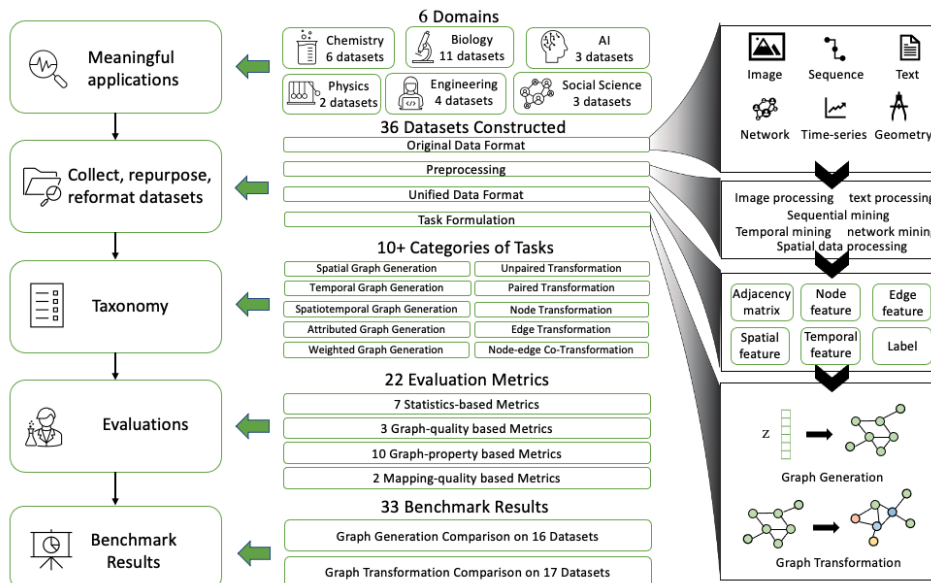 Meaningful
applications
Collect, repurpose,
reformat datasets
Taxonomy
Evaluations
Benchmark
Results
6 Domains
Chemistry
6 datasets
Biology
11 datasets
AI
3 datasets
Physics
2 datasets
Engineering
4 datasets
Social Science
3 datasets
36 Datasets Constructed
Original Data Format
Preprocessing
Unified Data Format
Task Formulation
10+ Categories of Tasks
Spatial Graph Generation
Unpaired Transformation
Temporal Graph Generation
Paired Transformation
Spatiotemporal Graph Generation
Node Transformation
Attributed Graph Generation
Edge Transformation
Weighted Graph Generation
Node-edge Co-Transformation
22 Evaluation Metrics
7 Statistics-based Metrics
3 Graph-quality based Metrics
10 Graph-property based Metrics
2 Mapping-quality based Metrics
33 Benchmark Results
Graph Generation Comparison on 16 Datasets
Graph Transformation Comparison on 17 Datasets
Image
Sequence
Text
Network
Time-series
Geometry
Image processing text processing
Sequential mining
Temporal mining network mining
Spatial data processing
Adjacency
matrix
Node
feature
Edge
feature
Spatial
feature
Temporal
feature
Label
z
Graph Generation
Graph Transformation